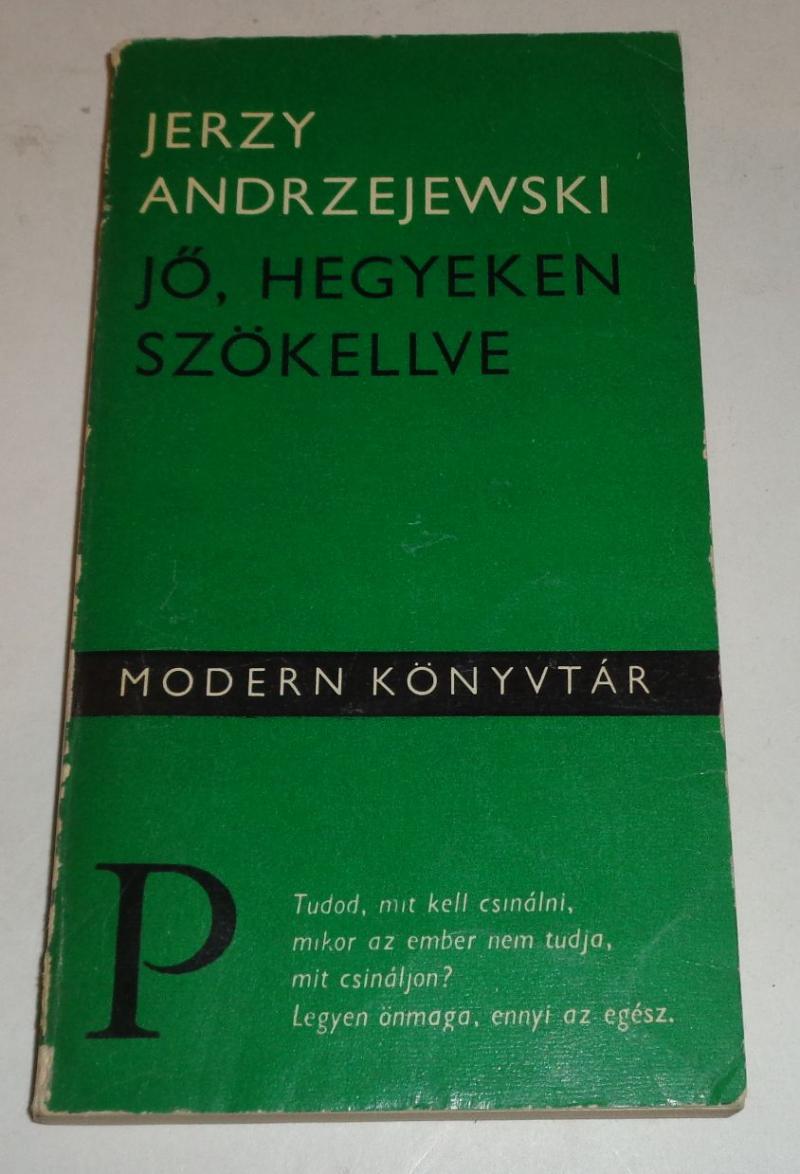 JERZY
ANDRZEJEWSKI
JŐ, HEGYEKEN
SZÖKELLVE
MODERN KÖNYVTÁR
P
Tudod, mit kell csinálni,
mikor az ember nem tudja,
mit csináljon?
Legyen önmaga, ennyi az egész.